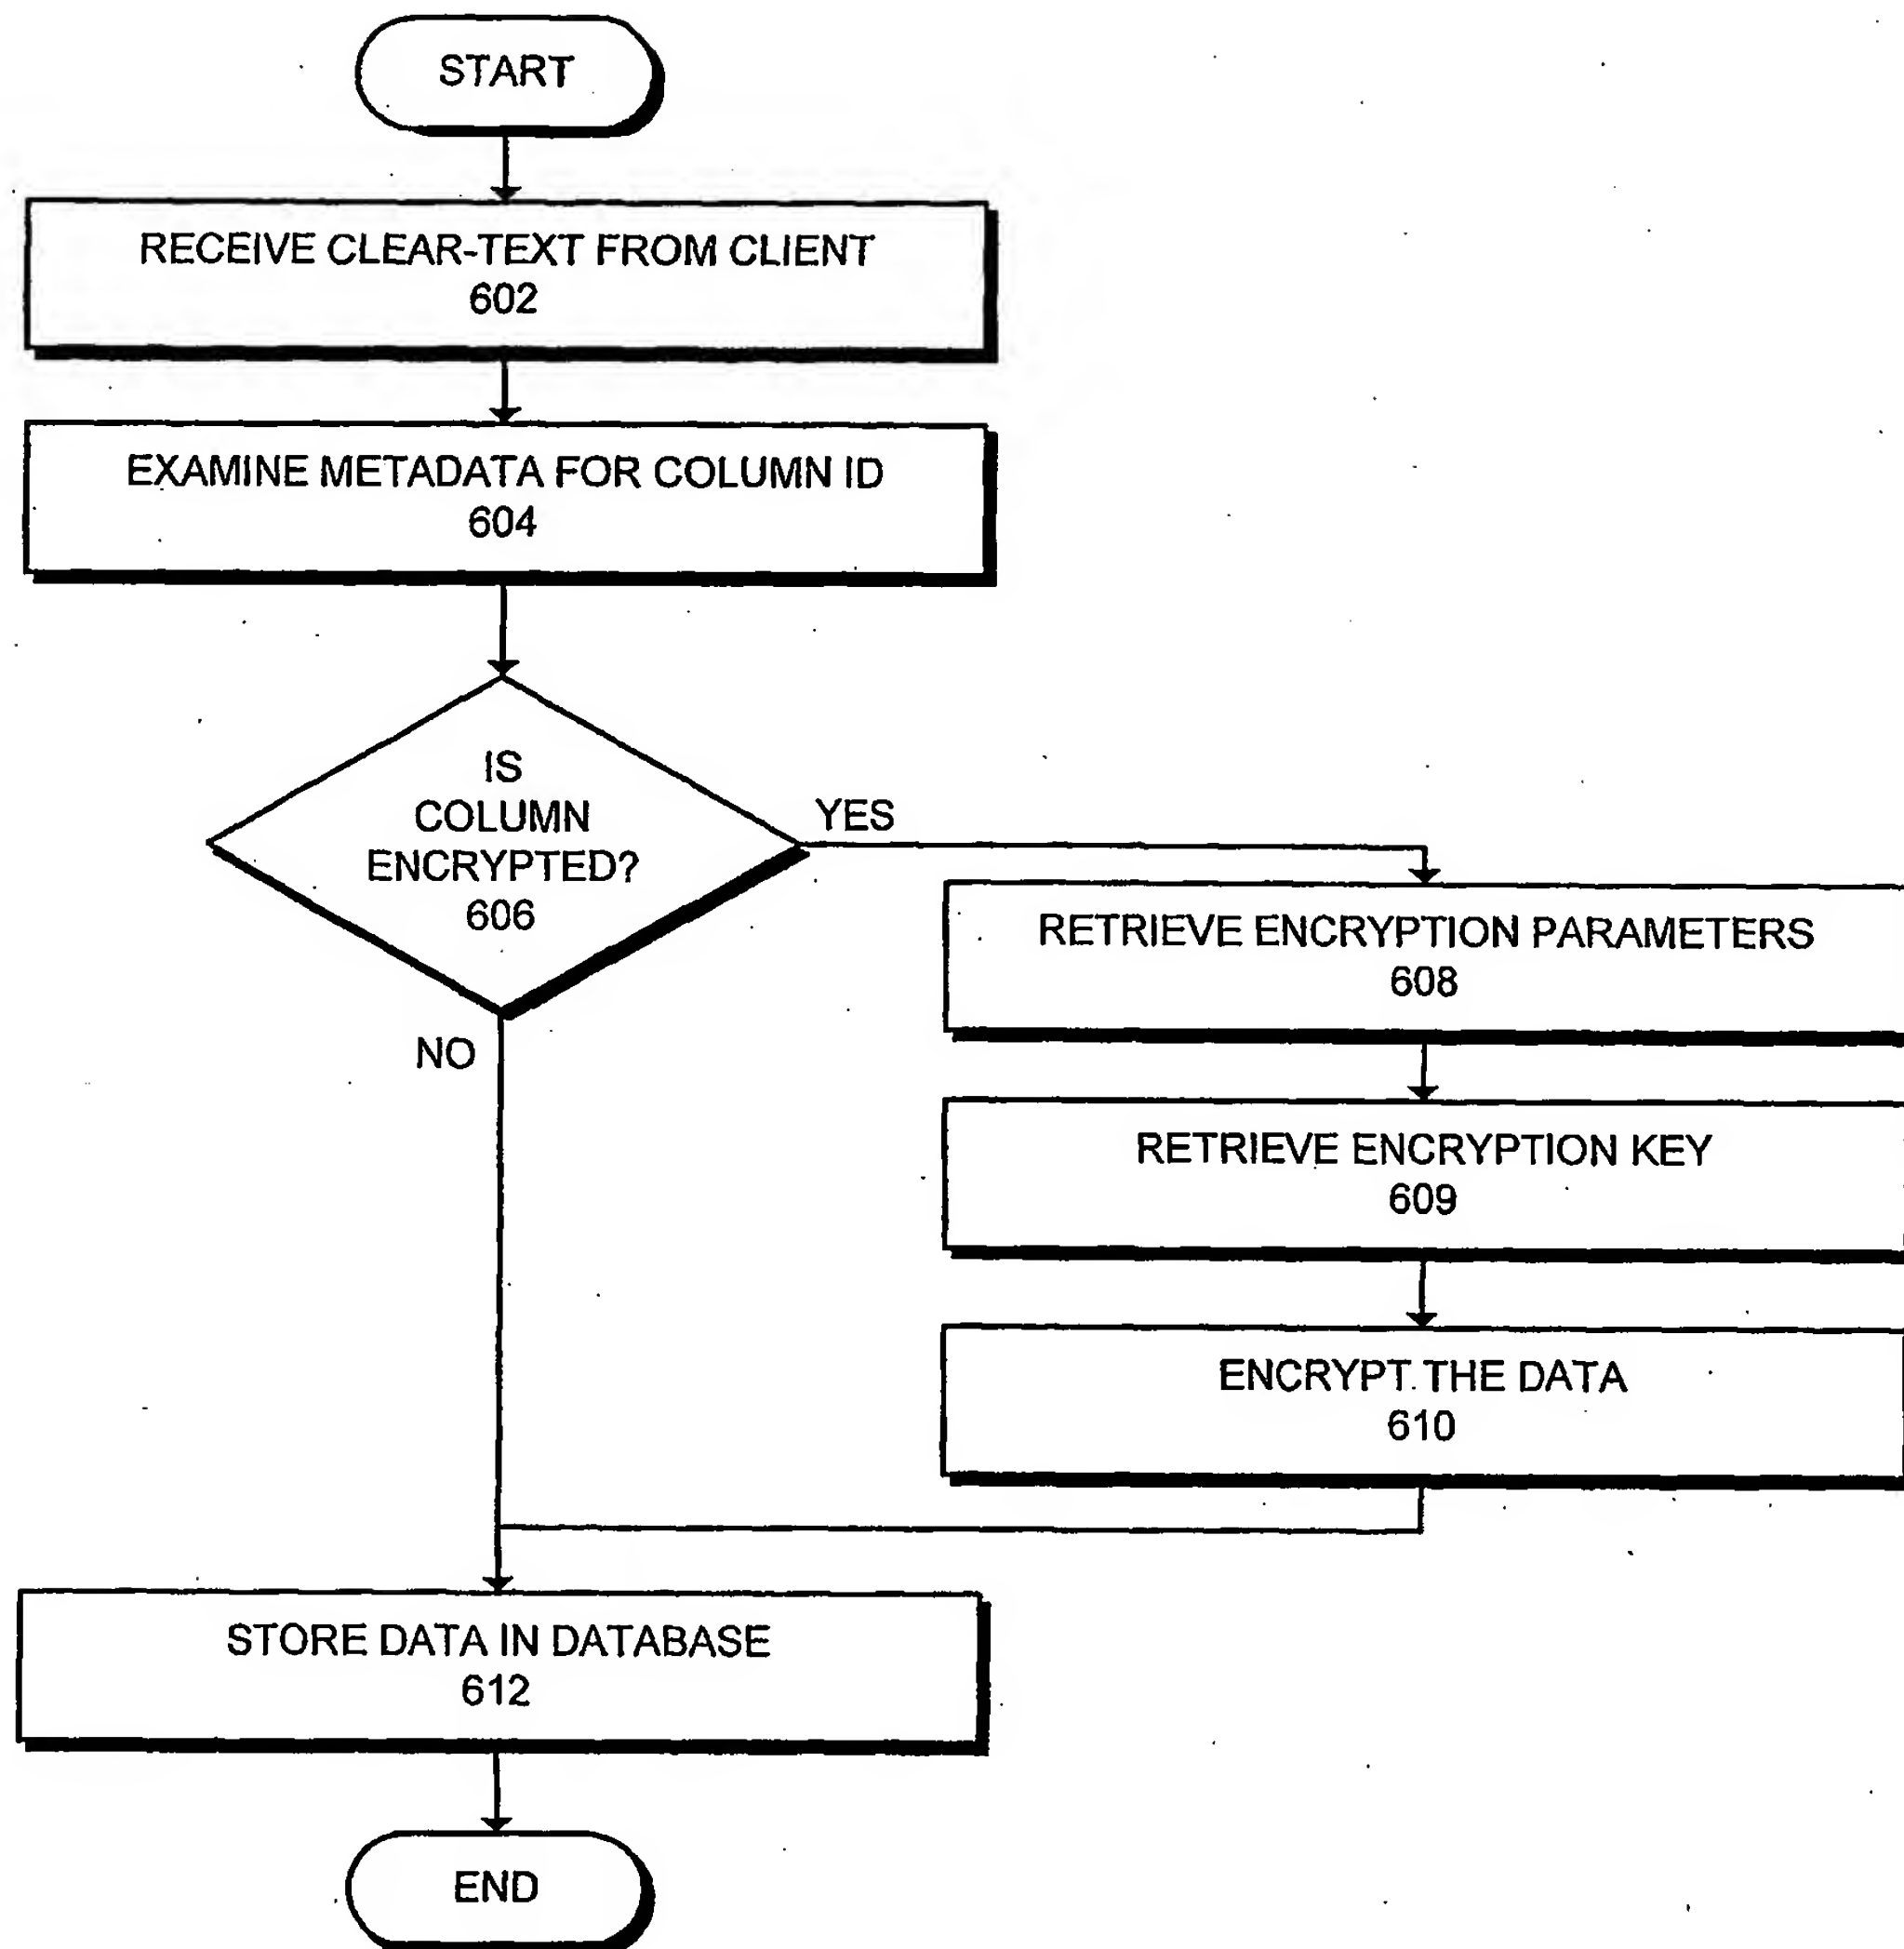 START
RECEIVE CLEAR-TEXT FROM CLIENT
602
EXAMINE METADATA FOR COLUMN ID
604
IS
COLUMN
ENCRYPTED?
606
YES
NO
RETRIEVE ENCRYPTION PARAMETERS
608
RETRIEVE ENCRYPTION KEY
609
ENCRYPT THE DATA
610
STORE DATA IN DATABASE
612
END